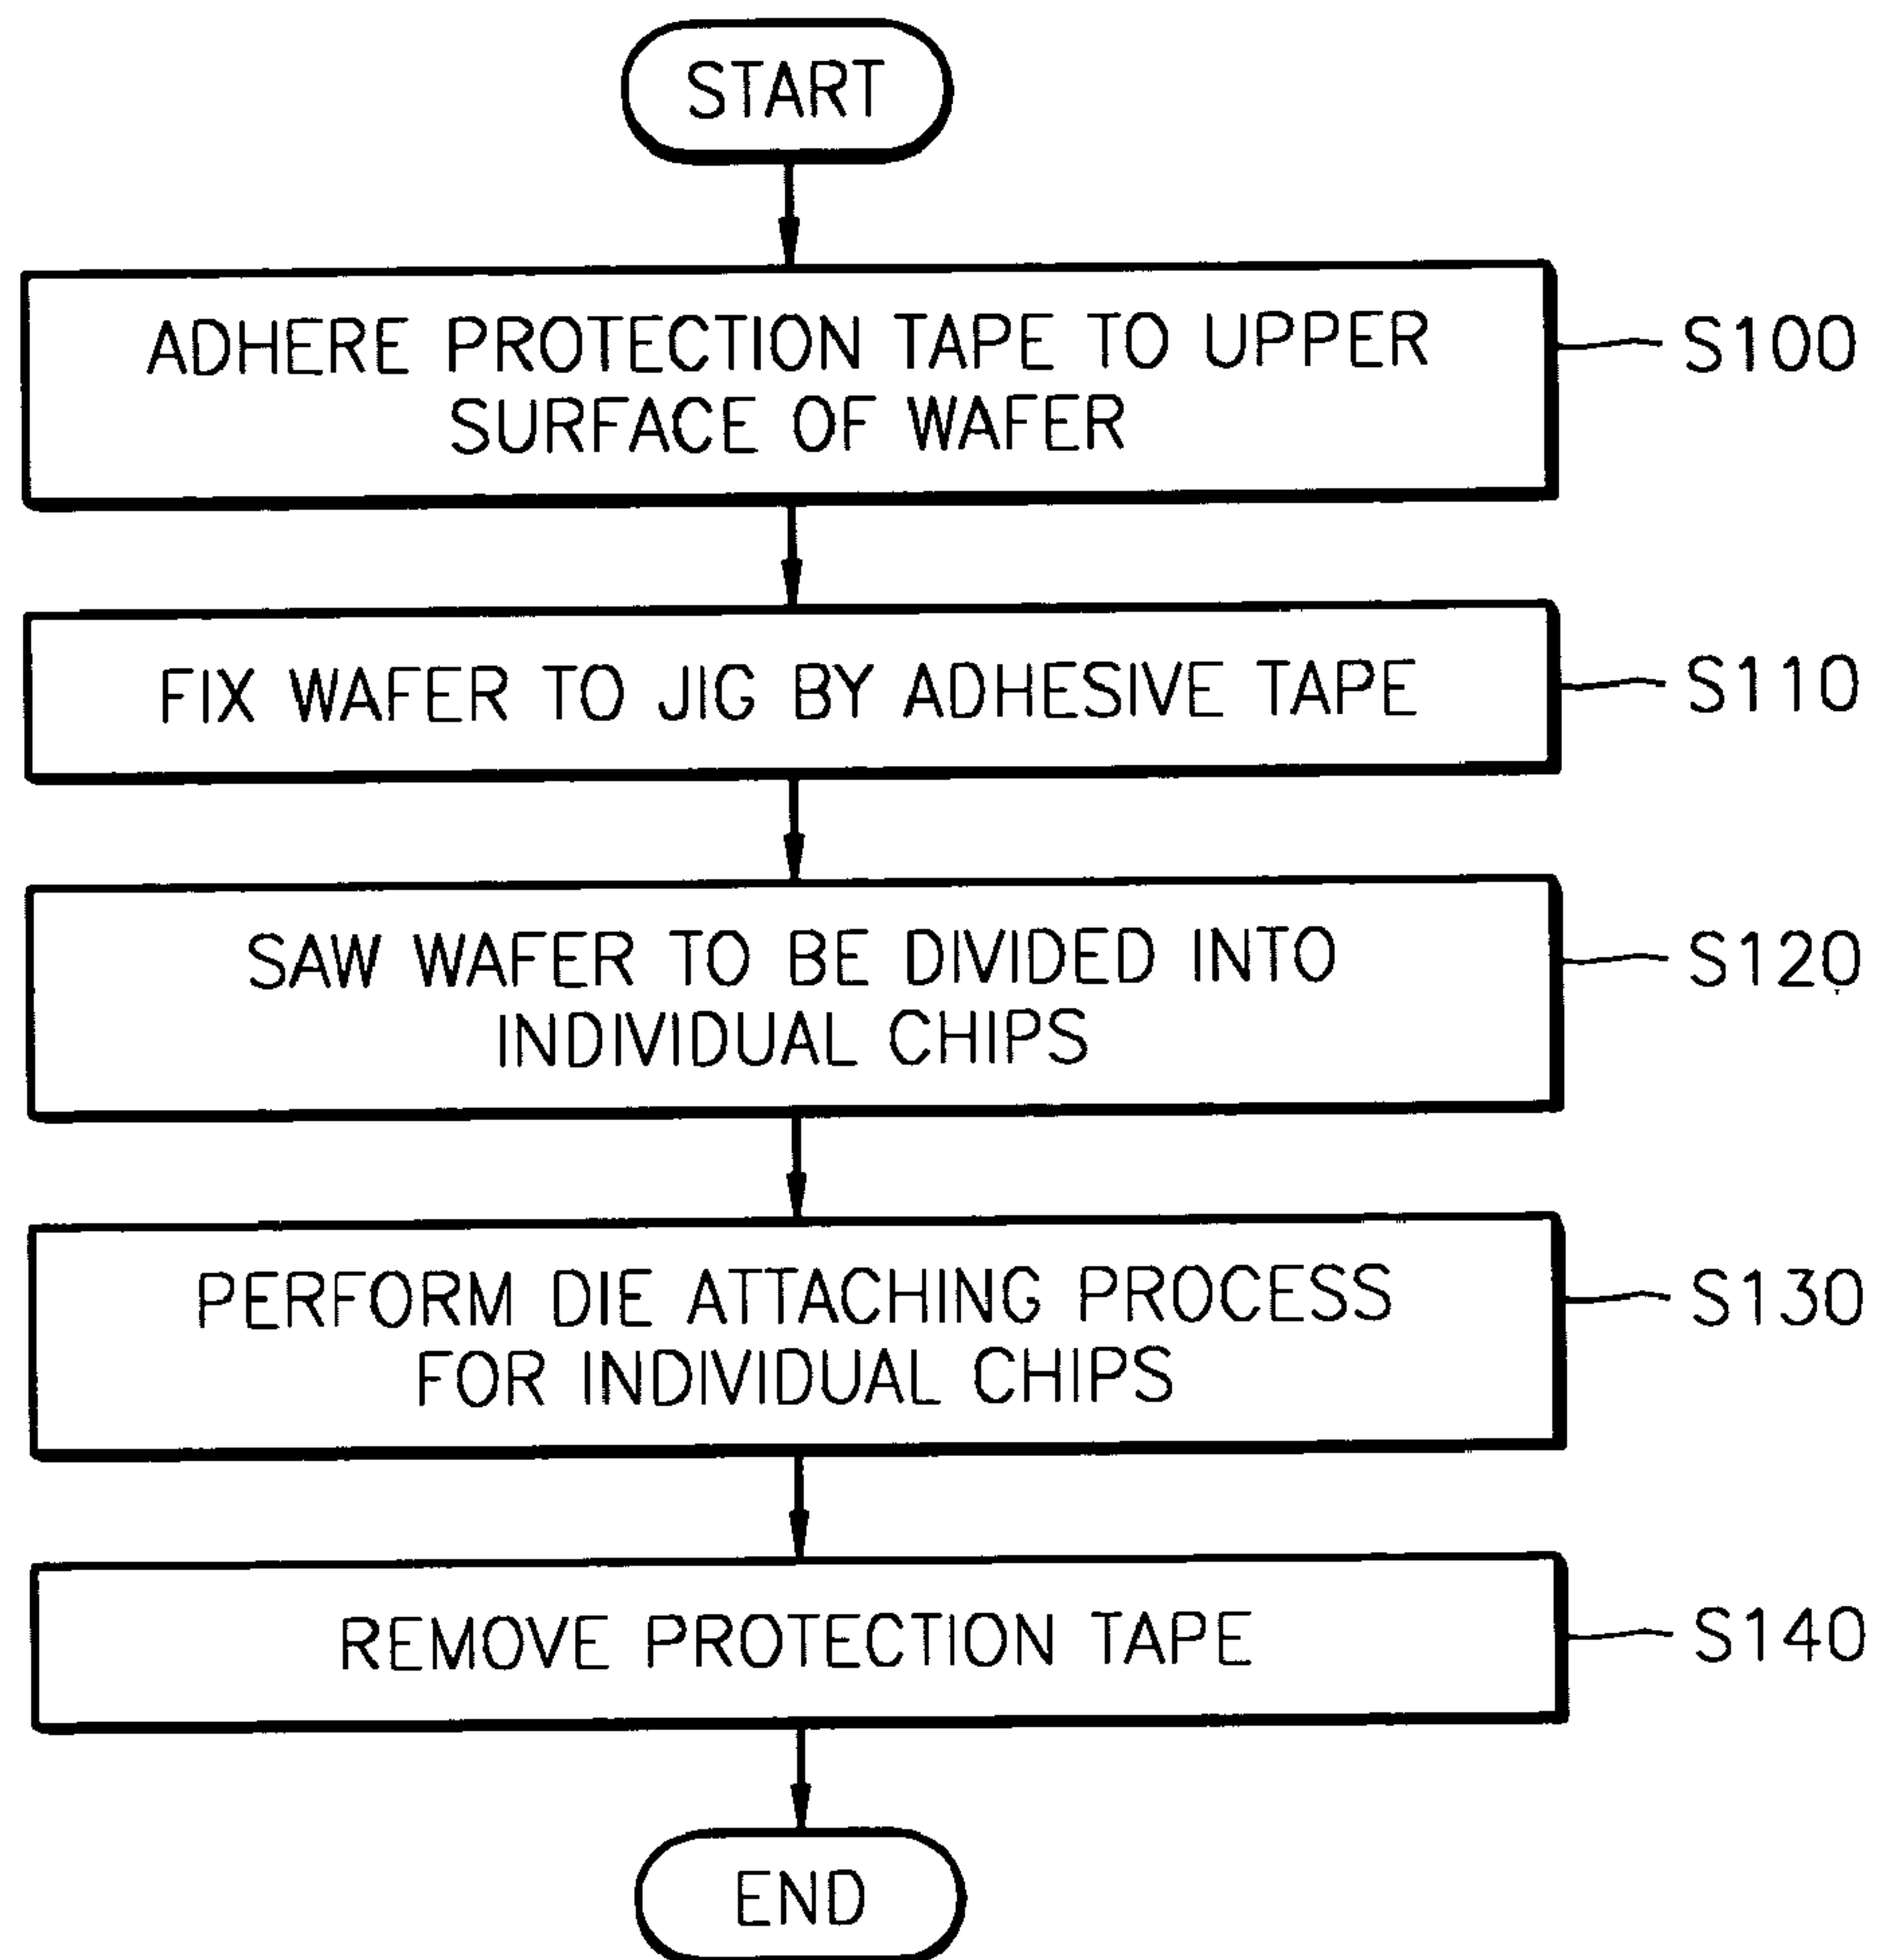 START
ADHERE PROTECTION TAPE TO UPPER
SURFACE OF WAFER
S100
FIX WAFER TO JIG BY ADHESIVE TAPE
S110
SAW WAFER TO BE DIVIDED INTO
INDIVIDUAL CHIPS
S120
PERFORM DIE ATTACHING PROCESS
FOR INDIVIDUAL CHIPS
S130
REMOVE PROTECTION TAPE
S140
END